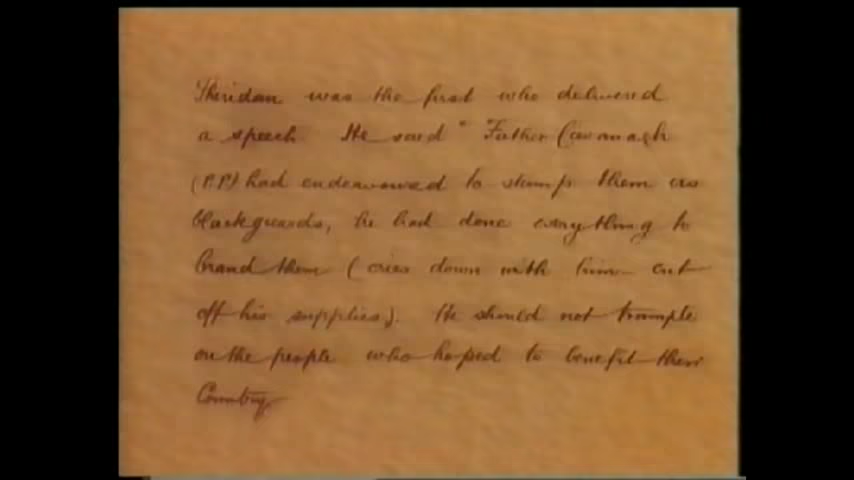 Sheridan was the first who delivered
a speech. He said "Father Cavanagh
(P.P.) had endeavoured to stamp them as
blackguards, he had done everything to
brand them (cries down with him cut
off his supplies). He should not trample
on the people who hoped to benefit their
Country.